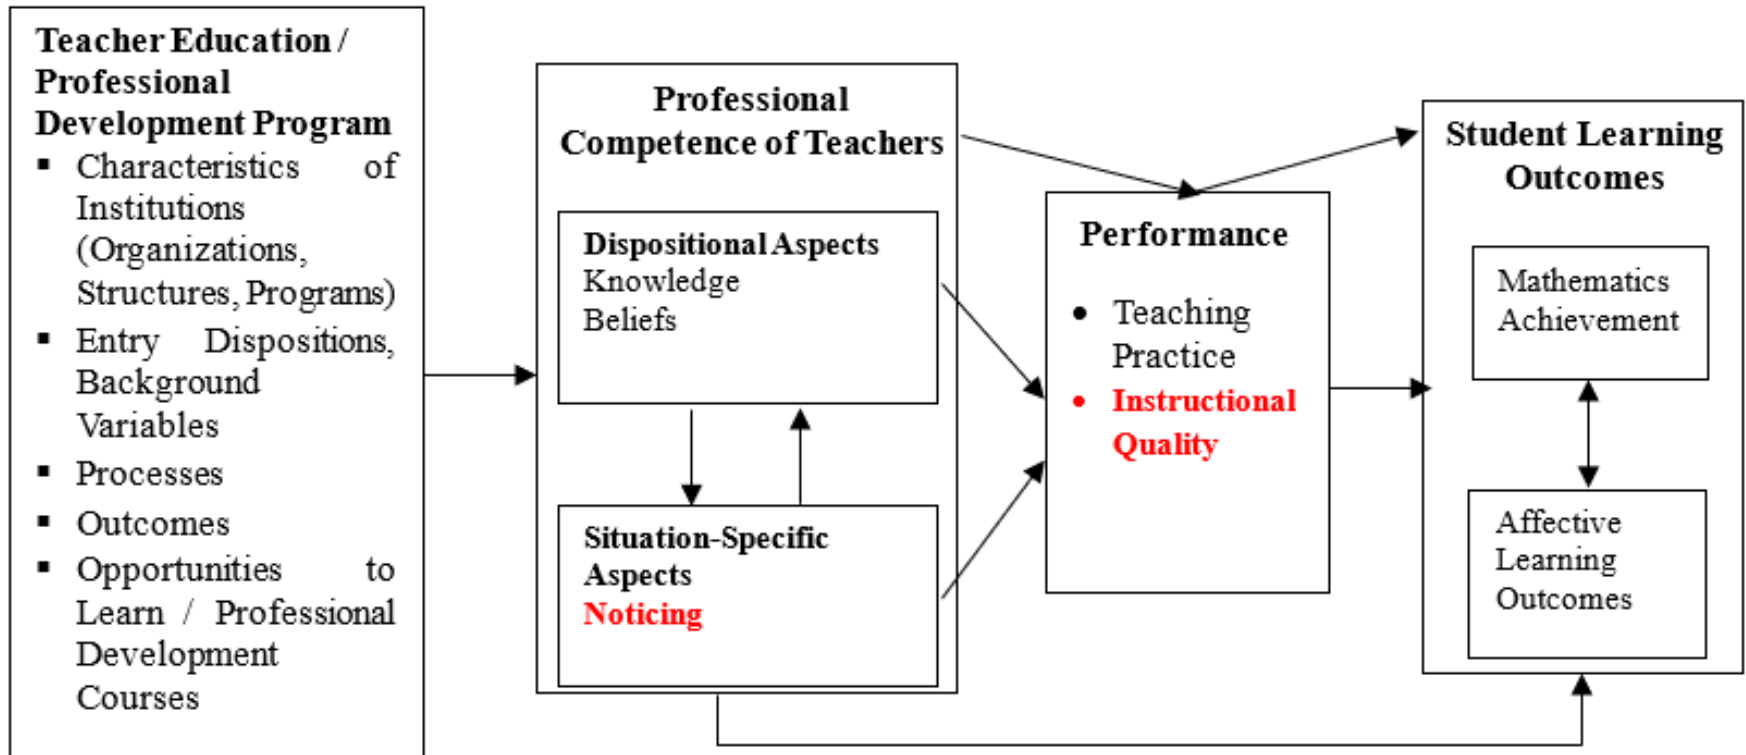 Teacher Education /
Professional
Development Program
▪ Characteristics of
Institutions
(Organizations,
Structures, Programs)
▪ Entry Dispositions,
Background
Variables
▪ Processes
▪ Outcomes
▪ Opportunities to
Learn / Professional
Development
Courses
Professional
Competence of Teachers
Dispositional Aspects
Knowledge
Beliefs
Situation-Specific
Aspects
Noticing
Performance
• Teaching
Practice
• Instructional
Quality
Student Learning
Outcomes
Mathematics
Achievement
Affective
Learning
Outcomes